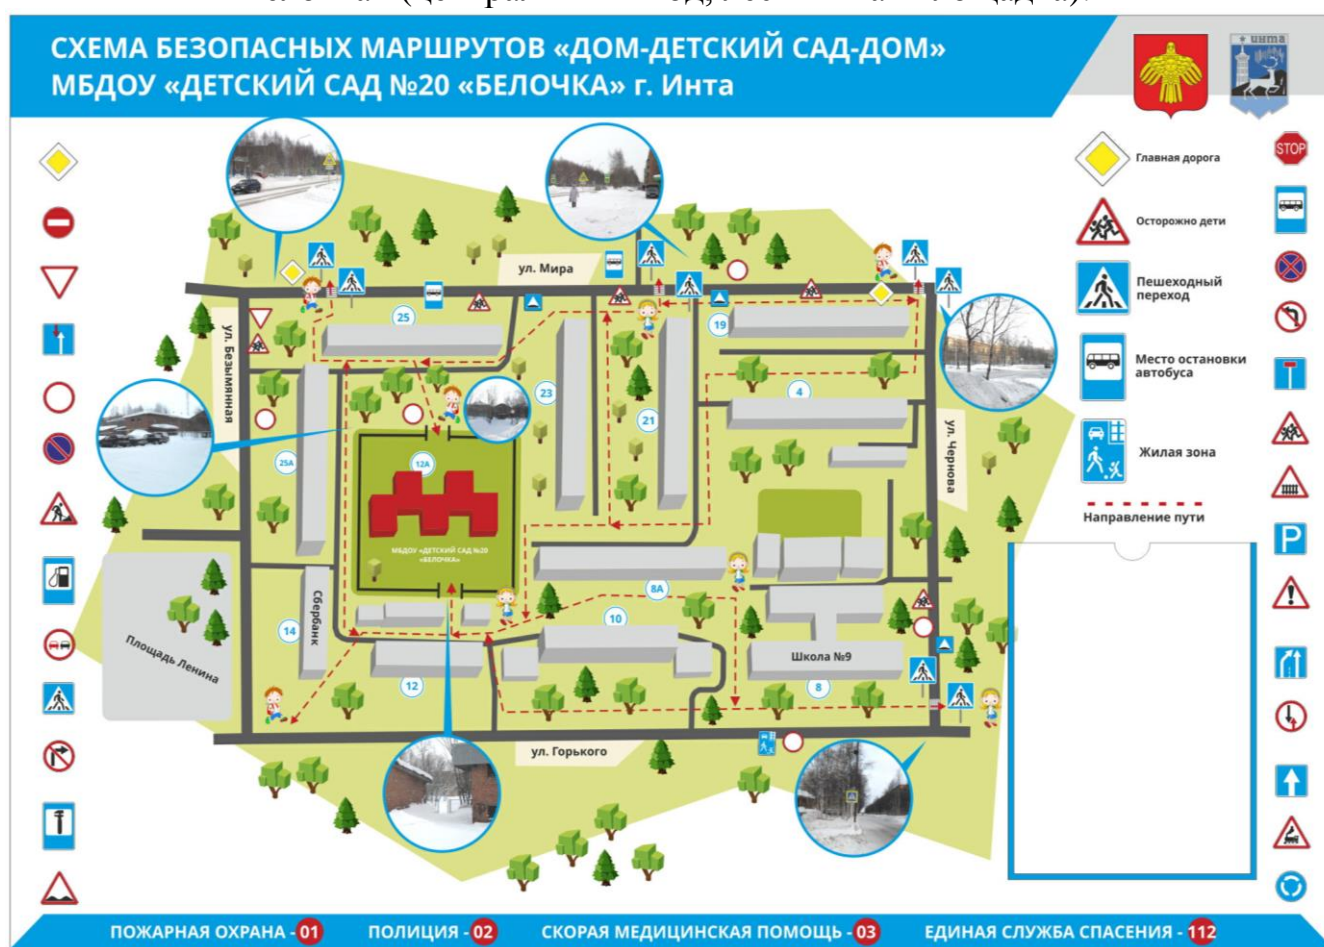 СХЕМА БЕЗОПАСНЫХ МАРШРУТОВ «ДОМ-ДЕТСКИЙ САД-ДОМ»
МБДОУ «ДЕТСКИЙ САД №20 «БЕЛОЧКА» г. Инта
ИНТА
Главная дорога
STOP
Осторожно дети
Пешеходный
переход
Место остановки
автобуса
Жилая зона
Направление пути
P
ул. Мира
ул. Безымянная
ул. Чернова
ул. Горького
25
19
4
23
21
25А
12А
МБДОУ «ДЕТСКИЙ САД №20
«БЕЛОЧКА»
8А
10
14
Сбербанк
Площадь Ленина
12
Школа №9
8
ПОЖАРНАЯ ОХРАНА - 01
ПОЛИЦИЯ - 02
СКОРАЯ МЕДИЦИНСКАЯ ПОМОЩЬ - 03
ЕДИНАЯ СЛУЖБА СПАСЕНИЯ - 112